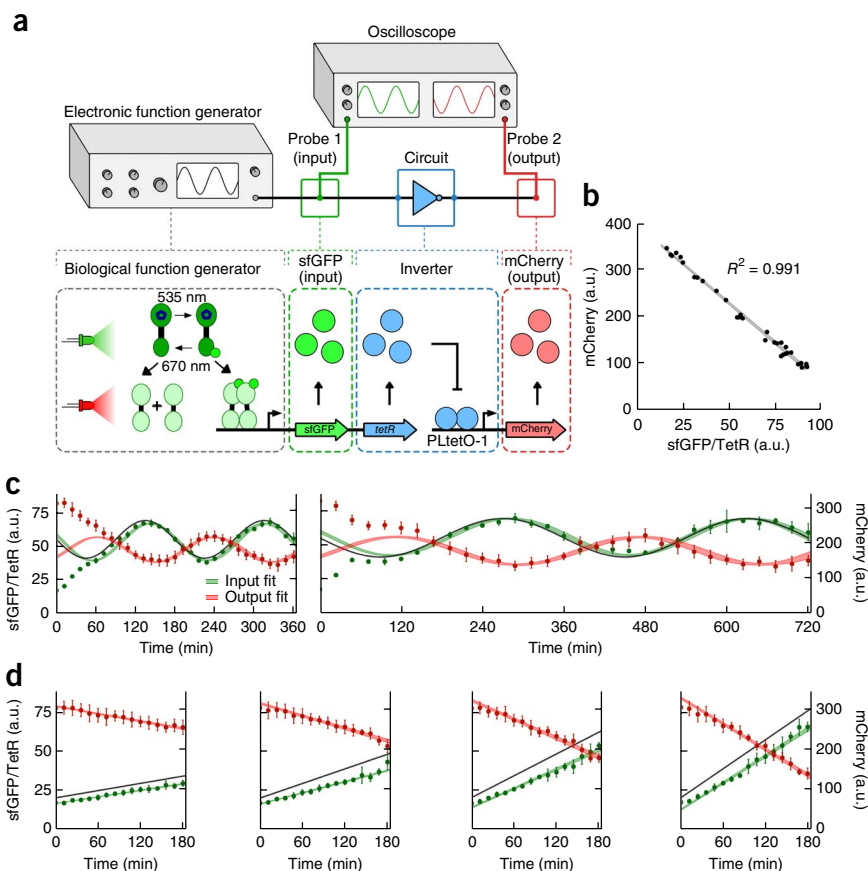 a
Oscilloscope
Electronic function generator
Probe 1
(input)
Circuit
Probe 2
(output)
Biological function generator
sfGFP
(input)
Inverter
mCherry
(output)
535 nm
670 nm
+
sfGFP
tetR
PLtetO-1
mCherry
b
400
300
200
100
0
mCherry (a.u.)
R² = 0.991
0 25 50 75 100
sfGFP/TetR (a.u.)
c
75
50
25
0
sfGFP/TetR (a.u.)
Input fit
Output fit
0 60 120 180 240 300 360
Time (min)
0 120 240 360 480 600 720
Time (min)
300
200
100
0
mCherry (a.u.)
d
75
50
25
0
sfGFP/TetR (a.u.)
0 60 120 180
Time (min)
0 60 120 180
Time (min)
0 60 120 180
Time (min)
0 60 120 180
Time (min)
300
200
100
0
mCherry (a.u.)